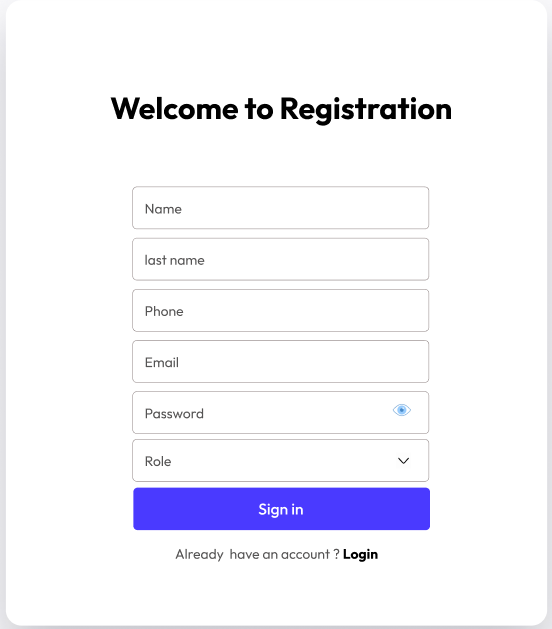 Welcome to Registration
Name
last name
Phone
Email
Password
Role
Sign in
Already  have an account ? Login